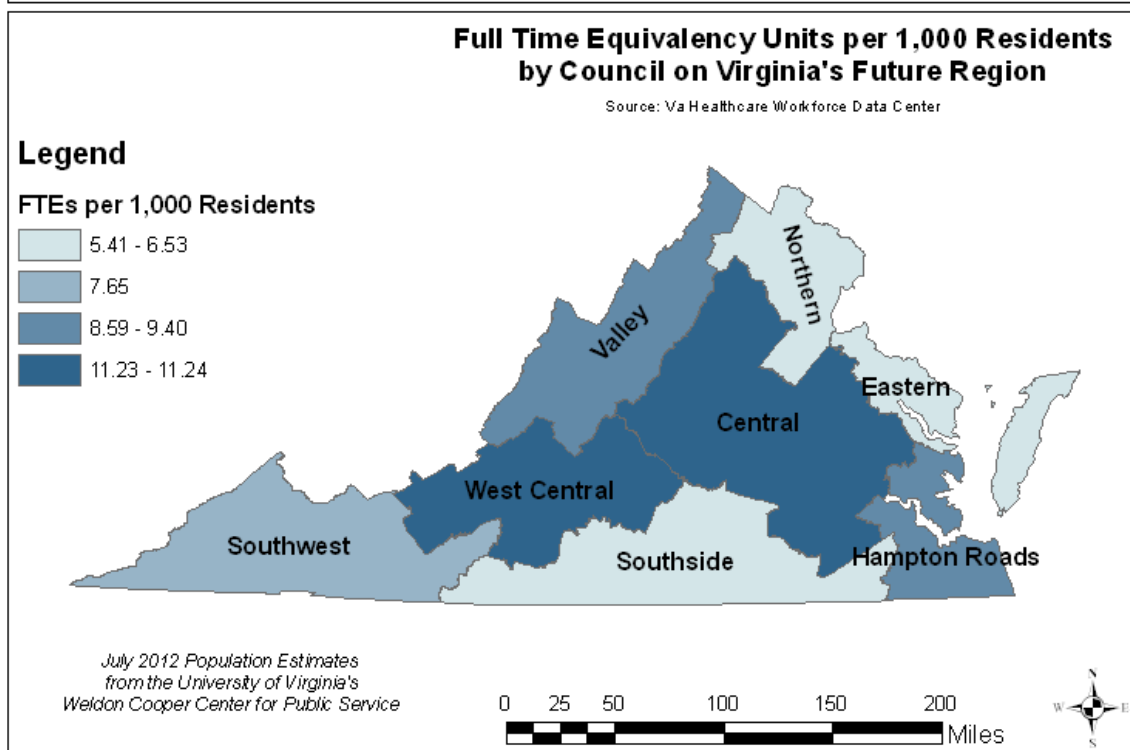 Full Time Equivalency Units per 1,000 Residents
by Council on Virginia's Future Region
Source: Va Healthcare Workforce Data Center
Legend
FTEs per 1,000 Residents
5.41 - 6.53
7.65
8.59 - 9.40
11.23 - 11.24
Northern
Valley
Eastern
Central
West Central
Southwest
Southside
Hampton Roads
July 2012 Population Estimates
from the University of Virginia's
Weldon Cooper Center for Public Service
0 25 50 100 150 200
Miles
N
W E
S